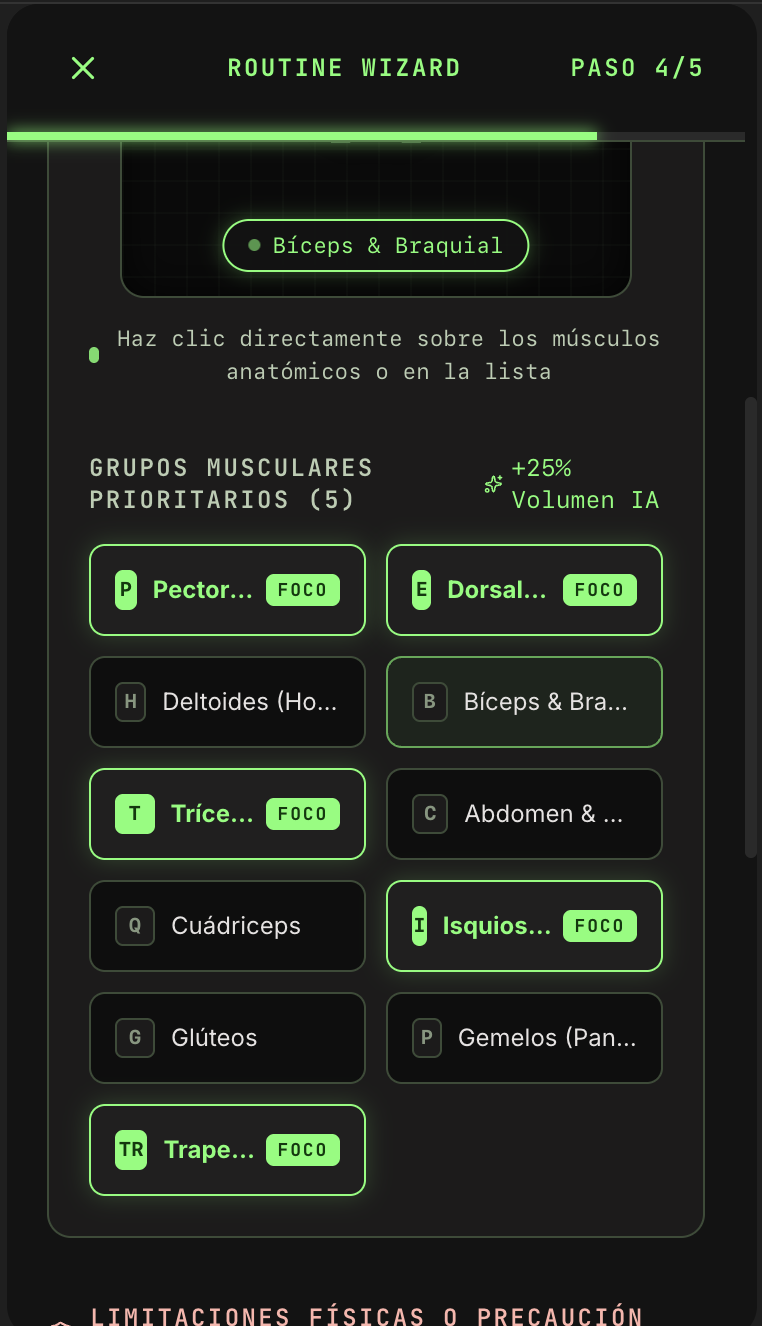 ROUTINE WIZARD
PASO 4/5
Bíceps & Braquial
Haz clic directamente sobre los músculos
anatómicos o en la lista
GRUPOS MUSCULARES
PRIORITARIOS (5)
+25%
Volumen IA
P Pector... FOCO
E Dorsal... FOCO
H Deltoides (Ho...
B Bíceps & Bra...
T Tríce... FOCO
C Abdomen & ...
Q Cuádriceps
I Isquios... FOCO
G Glúteos
P Gemelos (Pan...
TR Trape... FOCO
LIMITACIONES FÍSICAS O PRECAUCIÓN